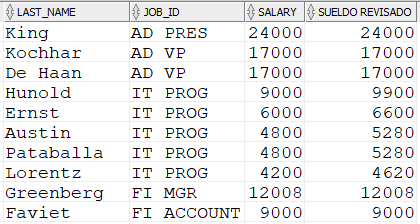 LAST_NAME JOB_ID SALARY SUELDO REVISADO
King AD PRES 24000 24000
Kochhar AD VP 17000 17000
De Haan AD VP 17000 17000
Hunold IT PROG 9000 9900
Ernst IT PROG 6000 6600
Austin IT PROG 4800 5280
Pataballa IT PROG 4800 5280
Lorentz IT PROG 4200 4620
Greenberg FI MGR 12008 12008
Faviet FI ACCOUNT 9000 9000